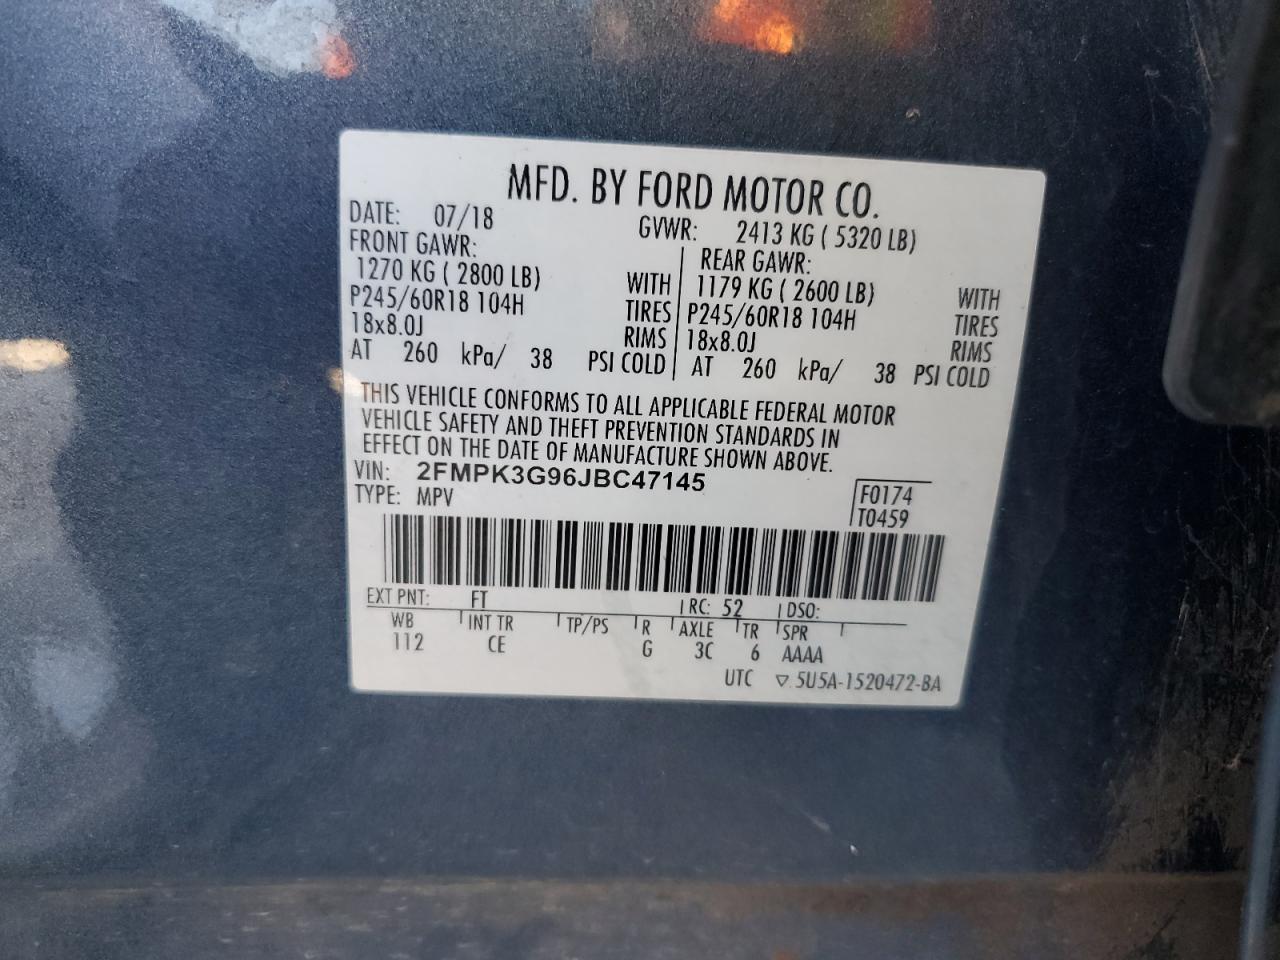 MFD. BY FORD MOTOR CO.
DATE: 07/18 GVWR: 2413 KG ( 5320 LB)
FRONT GAWR: REAR GAWR:
1270 KG ( 2800 LB) WITH 1179 KG ( 2600 LB) WITH
P245/60R18 104H TIRES P245/60R18 104H TIRES
18x8.0J RIMS 18x8.0J RIMS
AT 260 kPa/ 38 PSI COLD AT 260 kPa/ 38 PSI COLD
THIS VEHICLE CONFORMS TO ALL APPLICABLE FEDERAL MOTOR
VEHICLE SAFETY AND THEFT PREVENTION STANDARDS IN
EFFECT ON THE DATE OF MANUFACTURE SHOWN ABOVE.
VIN: 2FMPK3G96JBC47145
TYPE: MPV
F0174
T0459
EXT PNT: FT RC: 52 DSO:
WB INT TR TP/PS R AXLE TR SPR
112 CE G 3C 6 AAAA
UTC ▽ 5U5A-1520472-BA